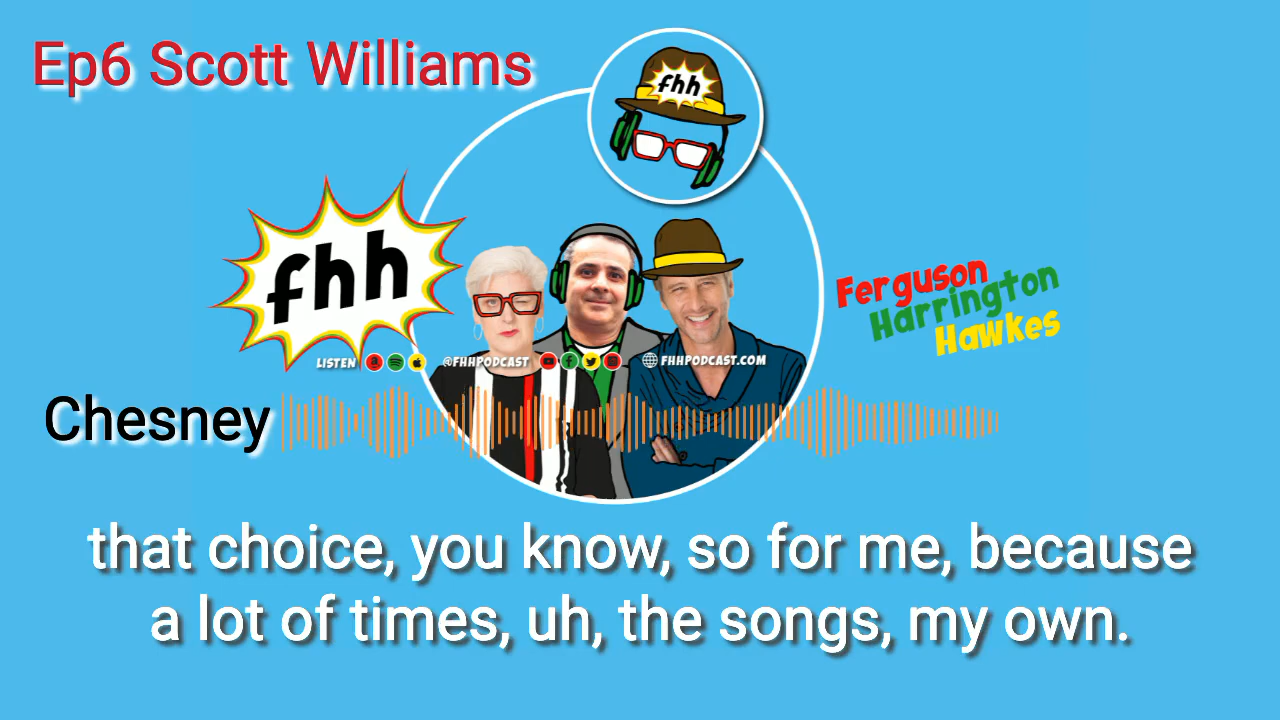 Ep6 Scott Williams
fhh
fhh
Ferguson
Harrington
Hawkes
LISTEN @FHHPODCAST FHHPODCAST.COM
Chesney
that choice, you know, so for me, because
a lot of times, uh, the songs, my own.